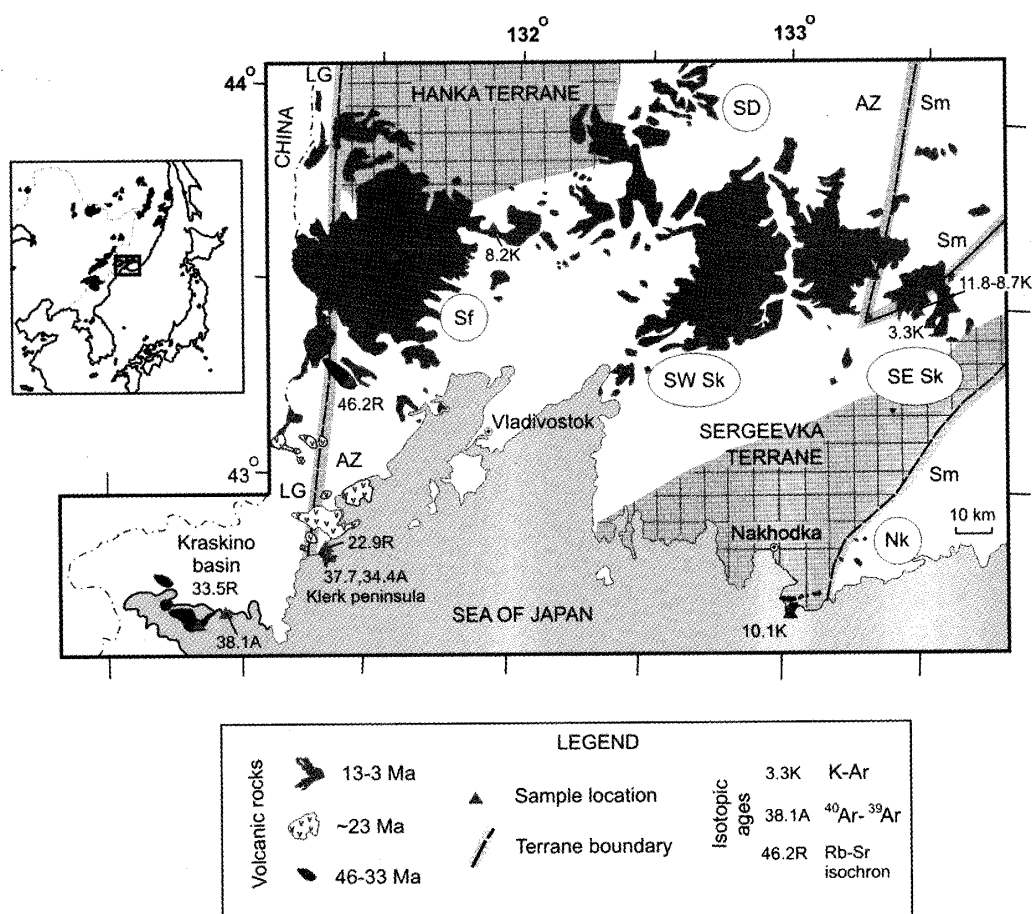 132°
133°
44°
LG
HANKA TERRANE
SD
AZ
Sm
CHINA
8.2K
Sm
11.8-8.7K
Sf
3.3K
46.2R
SW Sk
SE Sk
Vladivostok
SERGEEVKA
TERRANE
43°
AZ
LG
Sm
10 km
Kraskino
basin
33.5R
22.9R
Nakhodka
Nk
37.7,34.4A
Klerk peninsula
SEA OF JAPAN
10.1K
38.1A
LEGEND
Volcanic rocks
13-3 Ma
~23 Ma
46-33 Ma
Sample location
Terrane boundary
Isotopic
ages
3.3K K-Ar
38.1A ⁴⁰Ar- ³⁹Ar
46.2R Rb-Sr
isochron